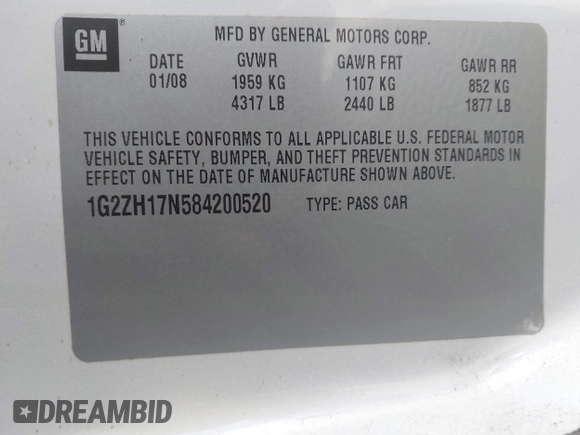 MFD BY GENERAL MOTORS CORP.
GM®
DATE GVWR GAWR FRT GAWR RR
01/08 1959 KG 1107 KG 852 KG
4317 LB 2440 LB 1877 LB
THIS VEHICLE CONFORMS TO ALL APPLICABLE U.S. FEDERAL MOTOR
VEHICLE SAFETY, BUMPER, AND THEFT PREVENTION STANDARDS IN
EFFECT ON THE DATE OF MANUFACTURE SHOWN ABOVE.
1G2ZH17N584200520 TYPE: PASS CAR
DREAMBID